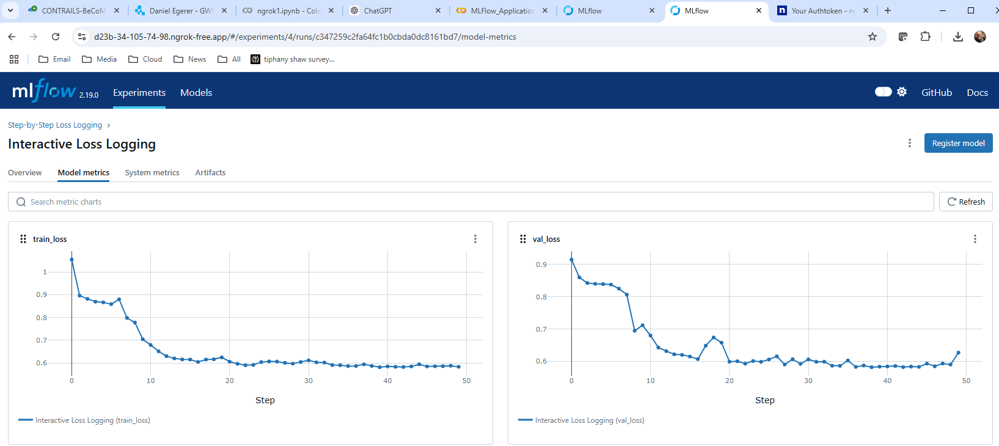 CONTRAILS-BeCoM
Daniel Egerer - GWD
ngrok1.ipynb - Cola
ChatGPT
MLFlow_Application
MLflow
MLflow
Your Authtoken - ng
d23b-34-105-74-98.ngrok-free.app/#/experiments/4/runs/c347259c2fa64fc1b0cbda0dc8161bd7/model-metrics
Email Media Cloud News All tiphany shaw survey...
mlflow 2.19.0 Experiments Models GitHub Docs
Step-by-Step Loss Logging
Interactive Loss Logging
Register model
Overview Model metrics System metrics Artifacts
Search metric charts
Refresh
train_loss
1
0.9
0.8
0.7
0.6
0 10 20 30 40 50
Step
Interactive Loss Logging (train_loss)
val_loss
0.9
0.8
0.7
0.6
0 10 20 30 40 50
Step
Interactive Loss Logging (val_loss)